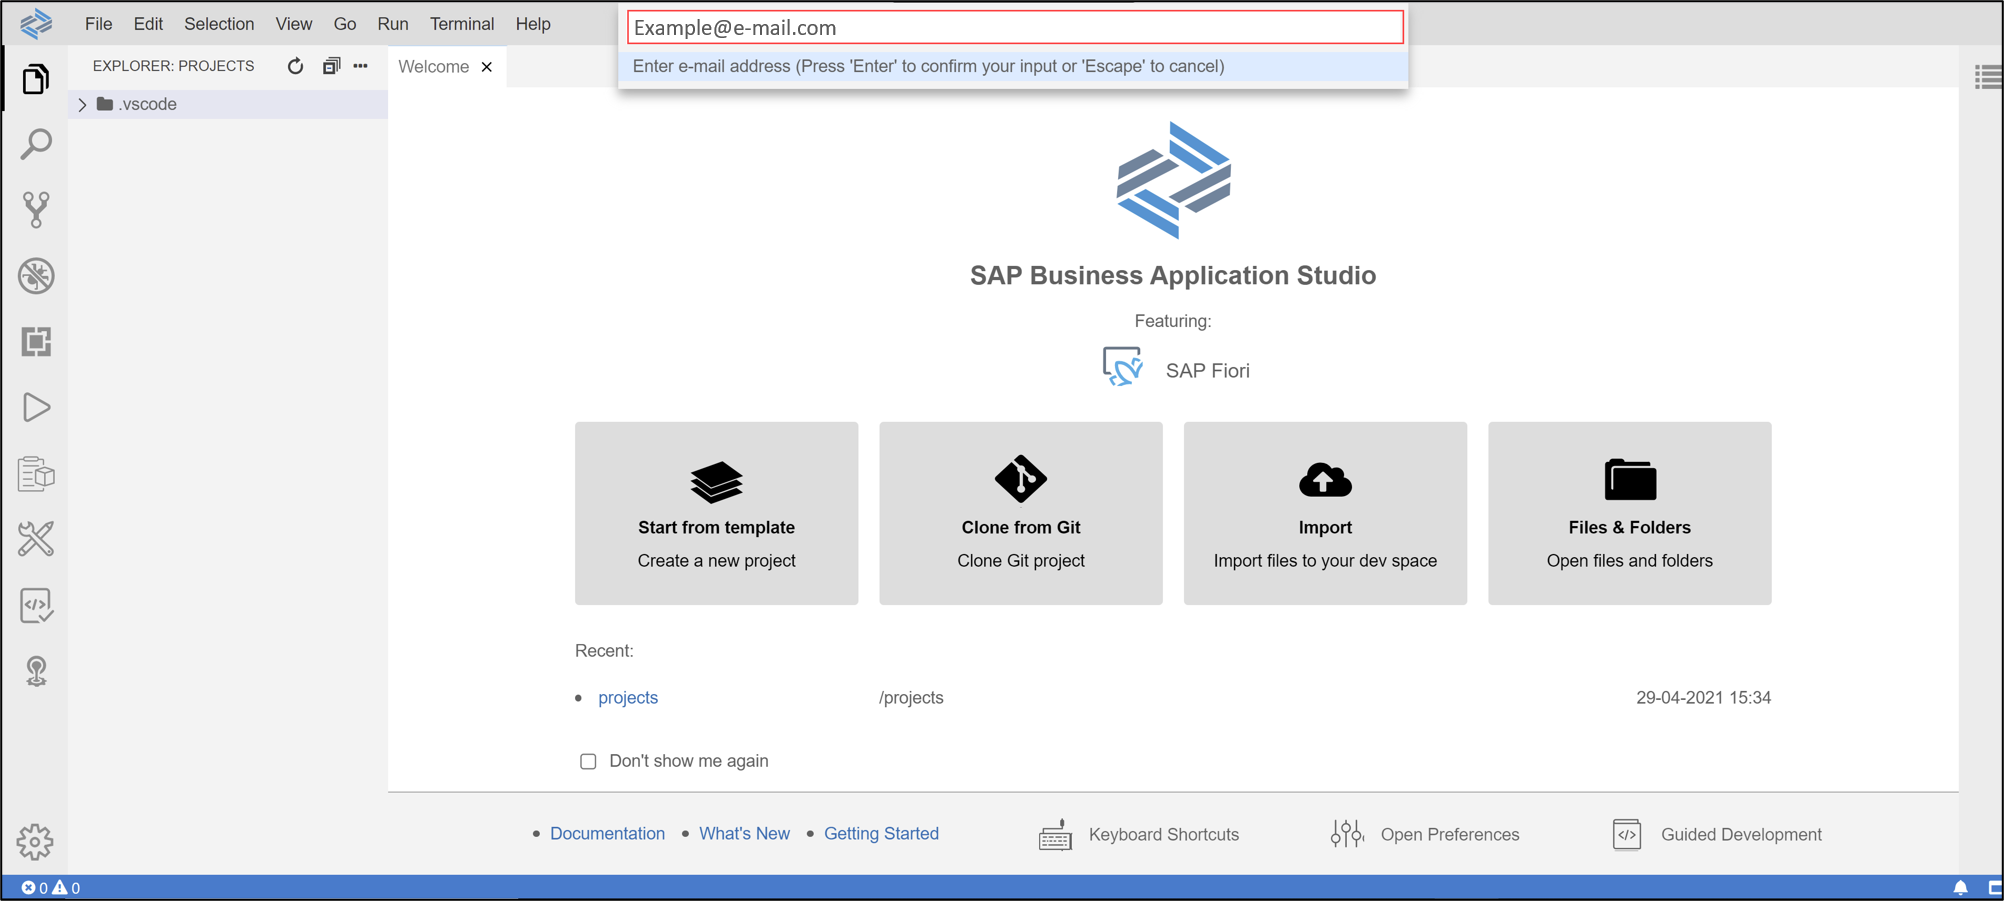 File Edit Selection View Go Run Terminal Help
Example@e-mail.com
Enter e-mail address (Press 'Enter' to confirm your input or 'Escape' to cancel)
EXPLORER: PROJECTS
Welcome
.vscode
SAP Business Application Studio
Featuring:
SAP Fiori
Start from template
Create a new project
Clone from Git
Clone Git project
Import
Import files to your dev space
Files & Folders
Open files and folders
Recent:
projects /projects 29-04-2021 15:34
Don't show me again
Documentation What's New Getting Started Keyboard Shortcuts Open Preferences Guided Development
0 0